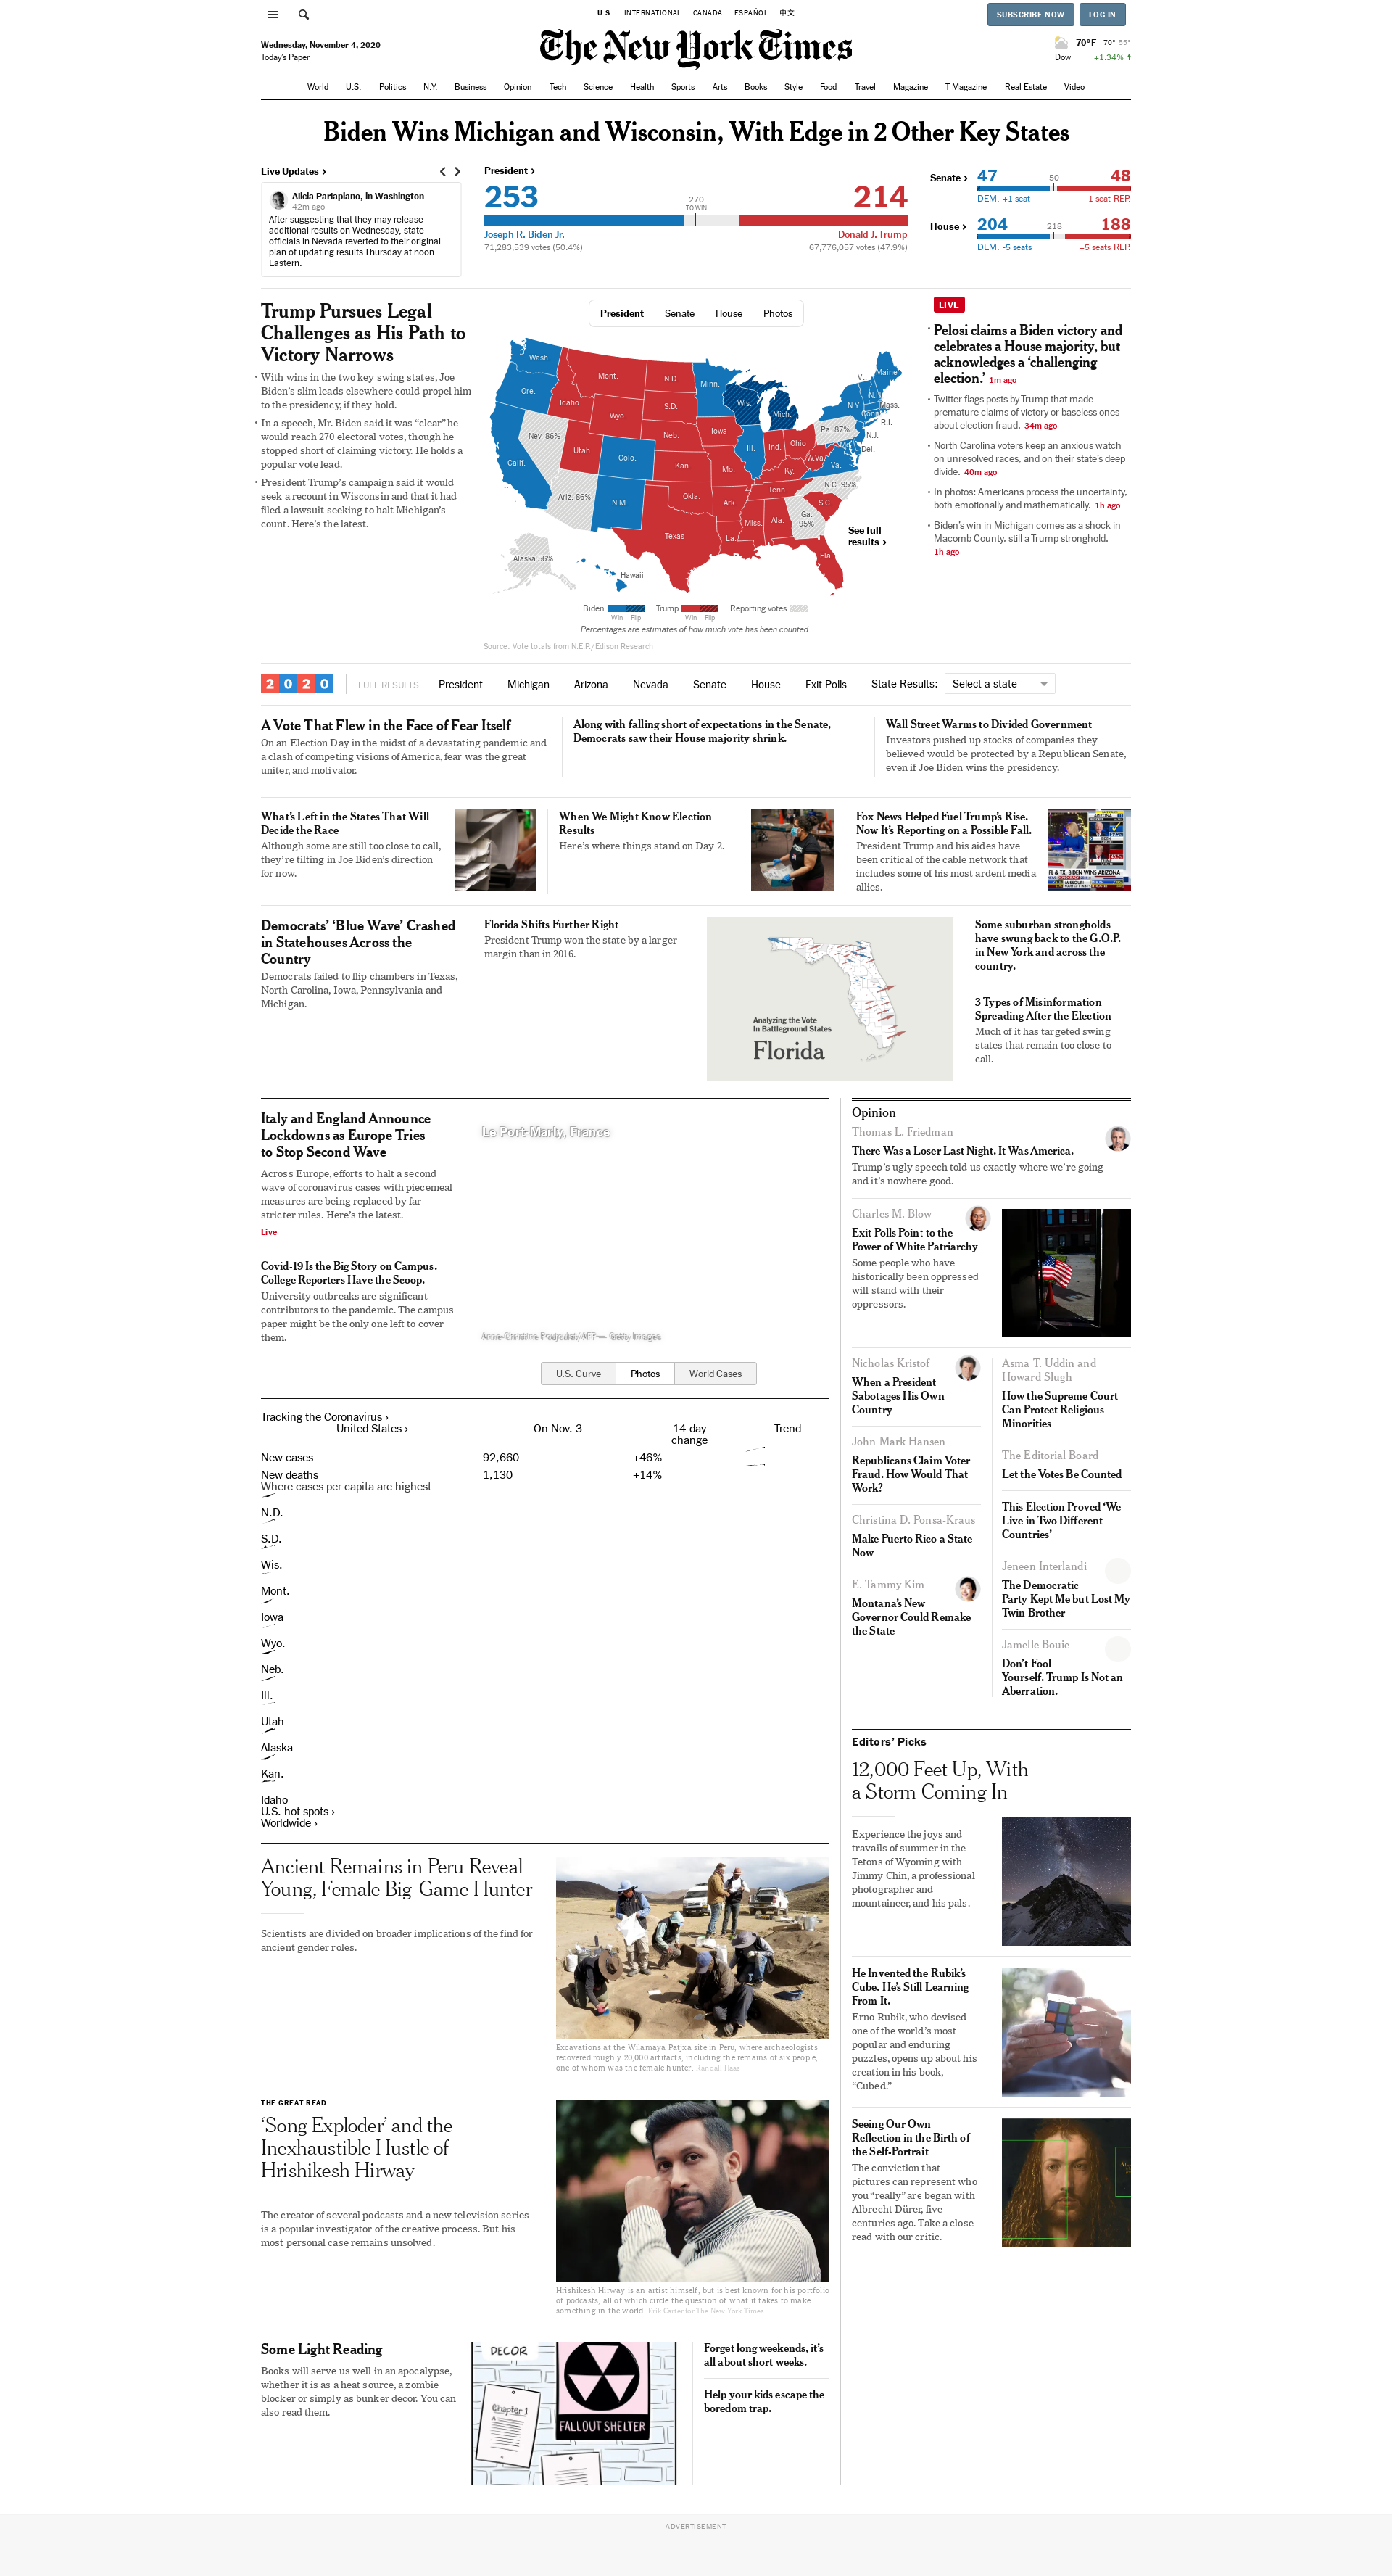 U.S. INTERNATIONAL CANADA ESPAÑOL 中文
SUBSCRIBE NOW LOG IN
Wednesday, November 4, 2020
Today's Paper
The New York Times
70°F 70° 55°
Dow +1.34% ↑
World U.S. Politics N.Y. Business Opinion Tech Science Health Sports Arts Books Style Food Travel Magazine T Magazine Real Estate Video
Biden Wins Michigan and Wisconsin, With Edge in 2 Other Key States
Live Updates ›
Alicia Parlapiano, in Washington
42m ago
After suggesting that they may release
additional results on Wednesday, state
officials in Nevada reverted to their original
plan of updating results Thursday at noon
Eastern.
President ›
253 270 TO WIN 214
Joseph R. Biden Jr. Donald J. Trump
71,283,539 votes (50.4%) 67,776,057 votes (47.9%)
Senate › 47 50 48
DEM. +1 seat -1 seat REP.
House › 204 218 188
DEM. -5 seats +5 seats REP.
Trump Pursues Legal
Challenges as His Path to
Victory Narrows
• With wins in the two key swing states, Joe
Biden's slim leads elsewhere could propel him
to the presidency, if they hold.
• In a speech, Mr. Biden said it was “clear” he
would reach 270 electoral votes, though he
stopped short of claiming victory. He holds a
popular vote lead.
• President Trump's campaign said it would
seek a recount in Wisconsin and that it had
filed a lawsuit seeking to halt Michigan's
count. Here's the latest.
President Senate House Photos
Wash.
Ore.
Calif.
Nev. 86%
Idaho
Mont.
Wyo.
Utah
Ariz. 86%
Colo.
N.M.
N.D.
S.D.
Neb.
Kan.
Okla.
Texas
Minn.
Iowa
Mo.
Ark.
La.
Wis.
Ill.
Mich.
Ind.
Ohio
Ky.
Tenn.
Miss.
Ala.
Ga.
95%
Fla.
S.C.
N.C. 95%
Va.
W.Va.
Pa. 87%
N.Y.
Vt.
Maine
N.H.
Mass.
Conn.
R.I.
N.J.
Del.
Md.
Alaska 56%
Hawaii
See full
results ›
Biden Trump Reporting votes
Win Flip Win Flip
Percentages are estimates of how much vote has been counted.
Source: Vote totals from N.E.P./Edison Research
LIVE
• Pelosi claims a Biden victory and
celebrates a House majority, but
acknowledges a ‘challenging
election.’ 1m ago
• Twitter flags posts by Trump that made
premature claims of victory or baseless ones
about election fraud. 34m ago
• North Carolina voters keep an anxious watch
on unresolved races, and on their state's deep
divide. 40m ago
• In photos: Americans process the uncertainty,
both emotionally and mathematically. 1h ago
• Biden's win in Michigan comes as a shock in
Macomb County, still a Trump stronghold.
1h ago
2020 FULL RESULTS President Michigan Arizona Nevada Senate House Exit Polls State Results: Select a state
A Vote That Flew in the Face of Fear Itself
On an Election Day in the midst of a devastating pandemic and
a clash of competing visions of America, fear was the great
uniter, and motivator.
Along with falling short of expectations in the Senate,
Democrats saw their House majority shrink.
Wall Street Warms to Divided Government
Investors pushed up stocks of companies they
believed would be protected by a Republican Senate,
even if Joe Biden wins the presidency.
What's Left in the States That Will
Decide the Race
Although some are still too close to call,
they're tilting in Joe Biden's direction
for now.
When We Might Know Election
Results
Here's where things stand on Day 2.
Fox News Helped Fuel Trump's Rise.
Now It's Reporting on a Possible Fall.
President Trump and his aides have
been critical of the cable network that
includes some of his most ardent media
allies.
Democrats' ‘Blue Wave’ Crashed
in Statehouses Across the
Country
Democrats failed to flip chambers in Texas,
North Carolina, Iowa, Pennsylvania and
Michigan.
Florida Shifts Further Right
President Trump won the state by a larger
margin than in 2016.
Analyzing the Vote
In Battleground States
Florida
Some suburban strongholds
have swung back to the G.O.P.
in New York and across the
country.
3 Types of Misinformation
Spreading After the Election
Much of it has targeted swing
states that remain too close to
call.
Italy and England Announce
Lockdowns as Europe Tries
to Stop Second Wave
Across Europe, efforts to halt a second
wave of coronavirus cases with piecemeal
measures are being replaced by far
stricter rules. Here's the latest.
Live
Covid-19 Is the Big Story on Campus.
College Reporters Have the Scoop.
University outbreaks are significant
contributors to the pandemic. The campus
paper might be the only one left to cover
them.
Le Port-Marly, France
Anne-Christine Poujoulat/AFP — Getty Images
U.S. Curve Photos World Cases
Tracking the Coronavirus ›
United States › On Nov. 3 14-day
change Trend
New cases 92,660 +46%
New deaths 1,130 +14%
Where cases per capita are highest
N.D.
S.D.
Wis.
Mont.
Iowa
Wyo.
Neb.
Ill.
Utah
Alaska
Kan.
Idaho
U.S. hot spots ›
Worldwide ›
Ancient Remains in Peru Reveal
Young, Female Big-Game Hunter
Scientists are divided on broader implications of the find for
ancient gender roles.
Excavations at the Wilamaya Patjxa site in Peru, where archaeologists
recovered roughly 20,000 artifacts, including the remains of six people,
one of whom was the female hunter. Randall Haas
THE GREAT READ
‘Song Exploder’ and the
Inexhaustible Hustle of
Hrishikesh Hirway
The creator of several podcasts and a new television series
is a popular investigator of the creative process. But his
most personal case remains unsolved.
Hrishikesh Hirway is an artist himself, but is best known for his portfolio
of podcasts, all of which circle the question of what it takes to make
something in the world. Erik Carter for The New York Times
Some Light Reading
Books will serve us well in an apocalypse,
whether it is as a heat source, a zombie
blocker or simply as bunker decor. You can
also read them.
DECOR
Chapter 1
FALLOUT SHELTER
Forget long weekends, it's
all about short weeks.
Help your kids escape the
boredom trap.
Opinion
Thomas L. Friedman
There Was a Loser Last Night. It Was America.
Trump's ugly speech told us exactly where we're going —
and it's nowhere good.
Charles M. Blow
Exit Polls Point to the
Power of White Patriarchy
Some people who have
historically been oppressed
will stand with their
oppressors.
Nicholas Kristof
When a President
Sabotages His Own
Country
John Mark Hansen
Republicans Claim Voter
Fraud. How Would That
Work?
Christina D. Ponsa-Kraus
Make Puerto Rico a State
Now
E. Tammy Kim
Montana's New
Governor Could Remake
the State
Asma T. Uddin and
Howard Slugh
How the Supreme Court
Can Protect Religious
Minorities
The Editorial Board
Let the Votes Be Counted
This Election Proved ‘We
Live in Two Different
Countries’
Jeneen Interlandi
The Democratic
Party Kept Me but Lost My
Twin Brother
Jamelle Bouie
Don't Fool
Yourself. Trump Is Not an
Aberration.
Editors' Picks
12,000 Feet Up, With
a Storm Coming In
Experience the joys and
travails of summer in the
Tetons of Wyoming with
Jimmy Chin, a professional
photographer and
mountaineer, and his pals.
He Invented the Rubik's
Cube. He's Still Learning
From It.
Erno Rubik, who devised
one of the world's most
popular and enduring
puzzles, opens up about his
creation in his book,
“Cubed.”
Seeing Our Own
Reflection in the Birth of
the Self-Portrait
The conviction that
pictures can represent who
you “really” are began with
Albrecht Dürer, five
centuries ago. Take a close
read with our critic.
ADVERTISEMENT